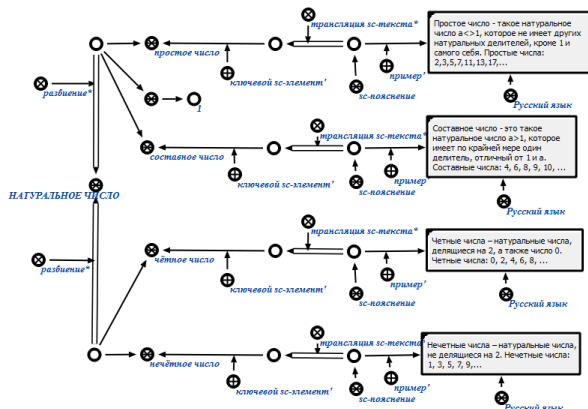 трансляция sc-текста*
простое число
ключевой sc-элемент'
пример'
sc-пояснение
Простое число - такое натуральное
число a<>1, которое не имеет других
натуральных делителей, кроме 1 и
самого себя. Простые числа:
2,3,5,7,11,13,17,...
Русский язык
разбиение*
1
трансляция sc-текста*
составное число
ключевой sc-элемент'
пример'
sc-пояснение
Составное число - это такое
натуральное число a>1, которое
имеет по крайней мере один
делитель, отличный от 1 и a.
Составные числа: 4, 6, 8, 9, 10, ...
Русский язык
НАТУРАЛЬНОЕ ЧИСЛО
трансляция sc-текста*
чётное число
ключевой sc-элемент'
пример'
sc-пояснение
Четные числа – натуральные числа,
делящиеся на 2, а также число 0.
Четные числа: 0, 2, 4, 6, 8, ...
Русский язык
разбиение*
трансляция sc-текста*
нечётное число
ключевой sc-элемент'
пример'
sc-пояснение
Нечетные числа – натуральные числа,
не делящиеся на 2. Нечетные числа:
1, 3, 5, 7, 9,...
Русский язык